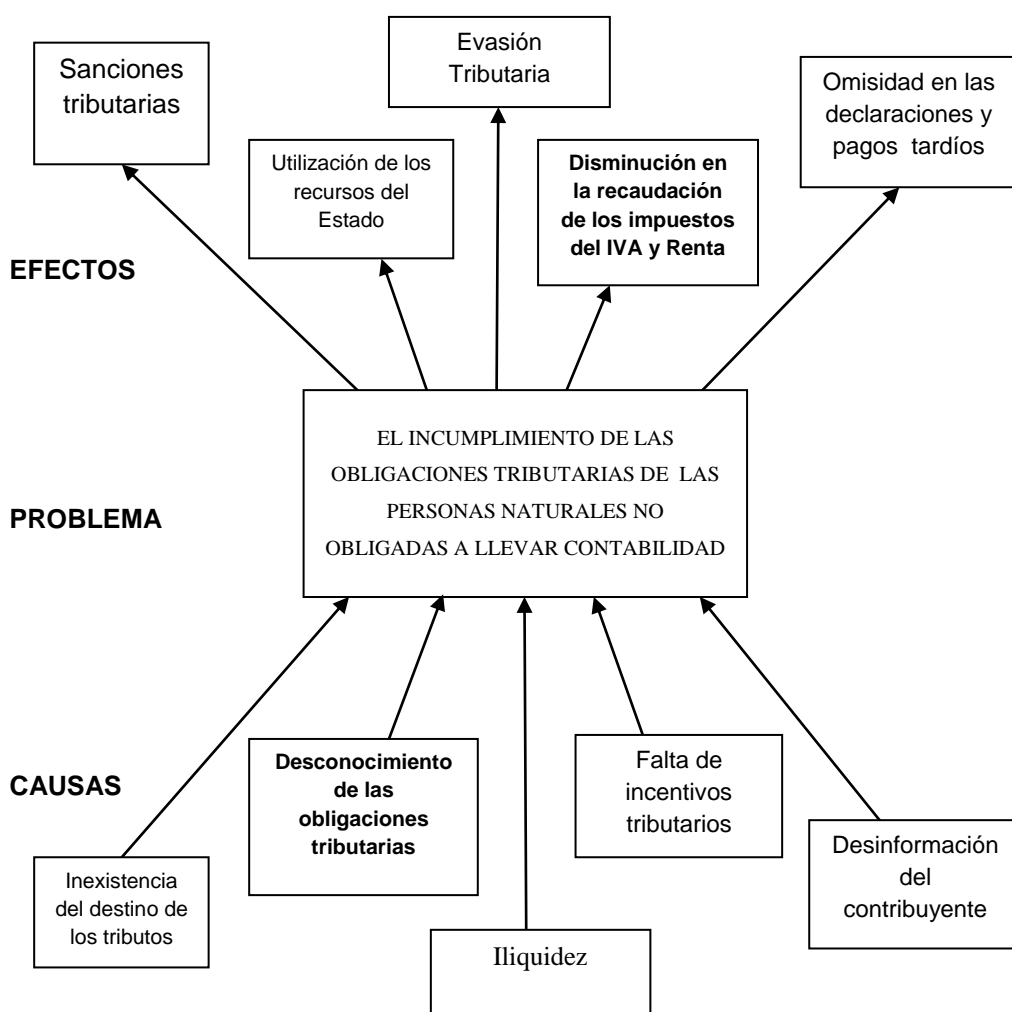 Sanciones
tributarias
Evasión
Tributaria
Omisidad en las
declaraciones y
pagos tardíos
Utilización de los
recursos del
Estado
Disminución en
la recaudación
de los impuestos
del IVA y Renta
EFECTOS
EL INCUMPLIMIENTO DE LAS
OBLIGACIONES TRIBUTARIAS DE LAS
PERSONAS NATURALES NO
OBLIGADAS A LLEVAR CONTABILIDAD
PROBLEMA
CAUSAS
Inexistencia
del destino de
los tributos
Desconocimiento
de las
obligaciones
tributarias
Iliquidez
Falta de
incentivos
tributarios
Desinformación
del
contribuyente